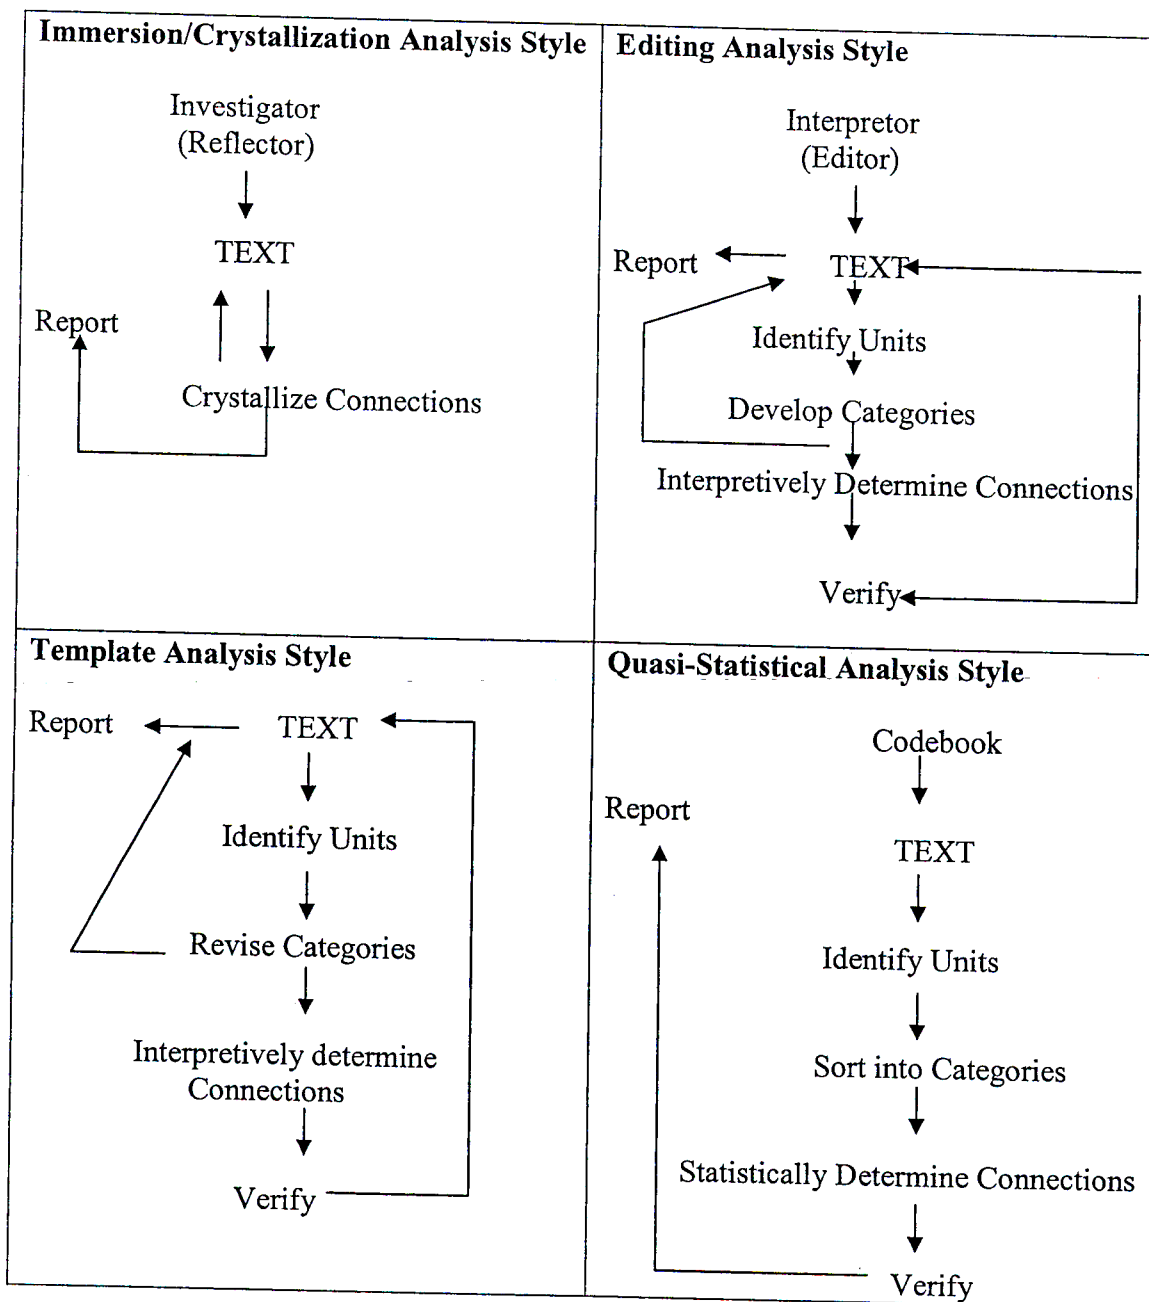 Immersion/Crystallization Analysis Style
Investigator
(Reflector)
TEXT
Report
Crystallize Connections
Editing Analysis Style
Interpretor
(Editor)
Report
TEXT
Identify Units
Develop Categories
Interpretively Determine Connections
Verify
Template Analysis Style
Report
TEXT
Identify Units
Revise Categories
Interpretively determine
Connections
Verify
Quasi-Statistical Analysis Style
Codebook
Report
TEXT
Identify Units
Sort into Categories
Statistically Determine Connections
Verify